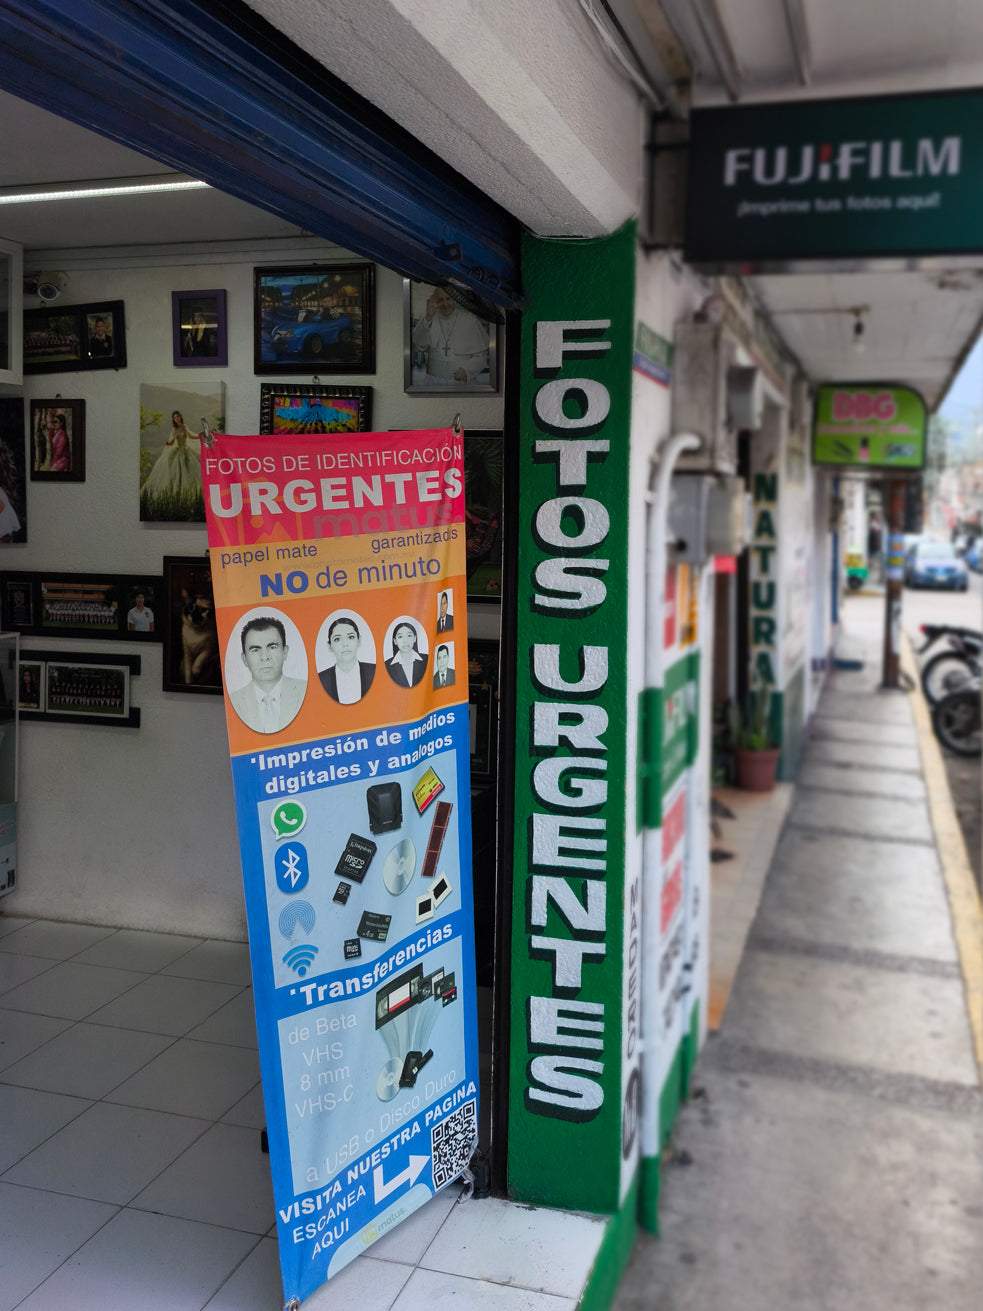 FUJIFILM
¡Imprime tus fotos aquí!
DBG
NATURA
FOTOS URGENTES
FOTOS DE IDENTIFICACIÓN
URGENTES
matus
papel mate garantizads
NO de minuto
*Impresión de medios
digitales y analogos
*Transferencias
de Beta
VHS
8 mm
VHS-C
a USB o Disco Duro
VISITA NUESTRA PAGINA
ESCANEA
AQUI
matus